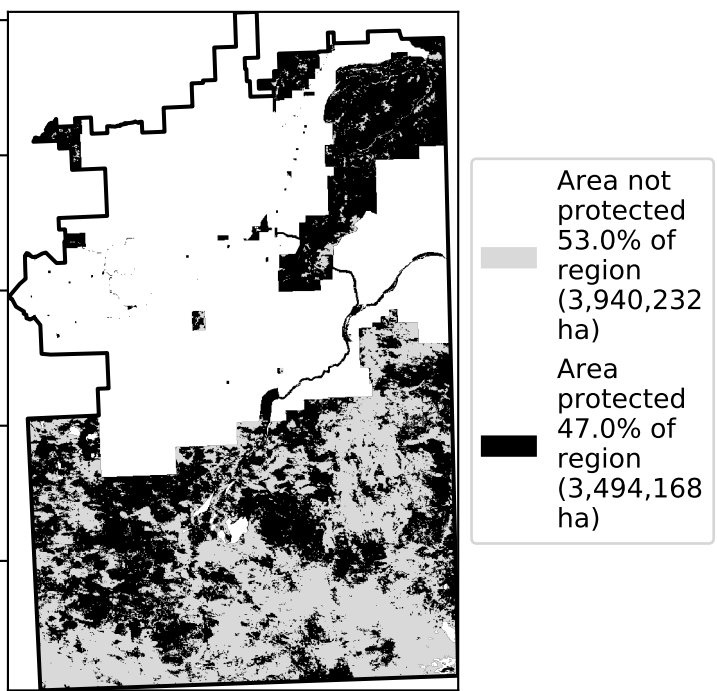 Area not
protected
53.0% of
region
(3,940,232
ha)
Area
protected
47.0% of
region
(3,494,168
ha)